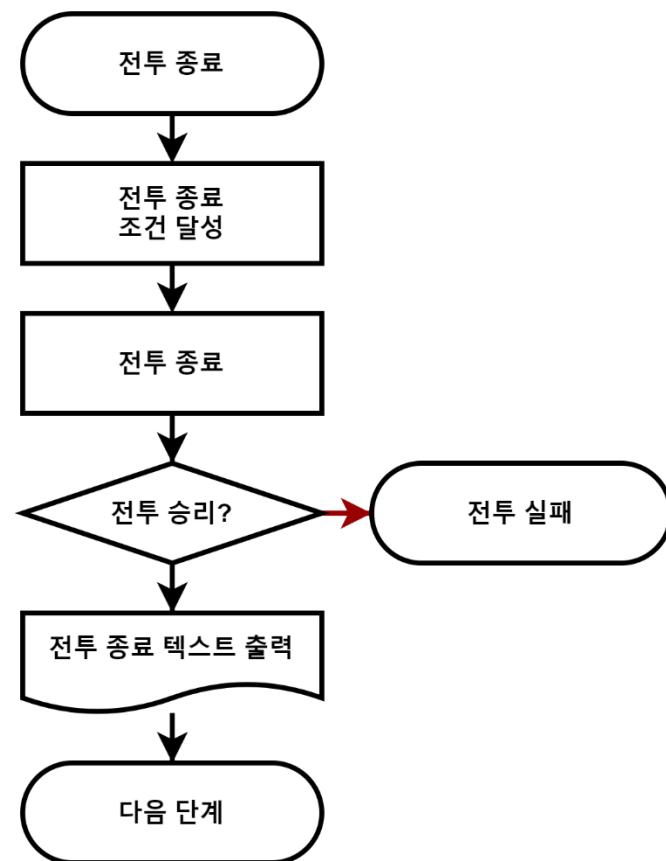 전투 종료
전투 종료
조건 달성
전투 종료
전투 승리?
전투 실패
전투 종료 텍스트 출력
다음 단계